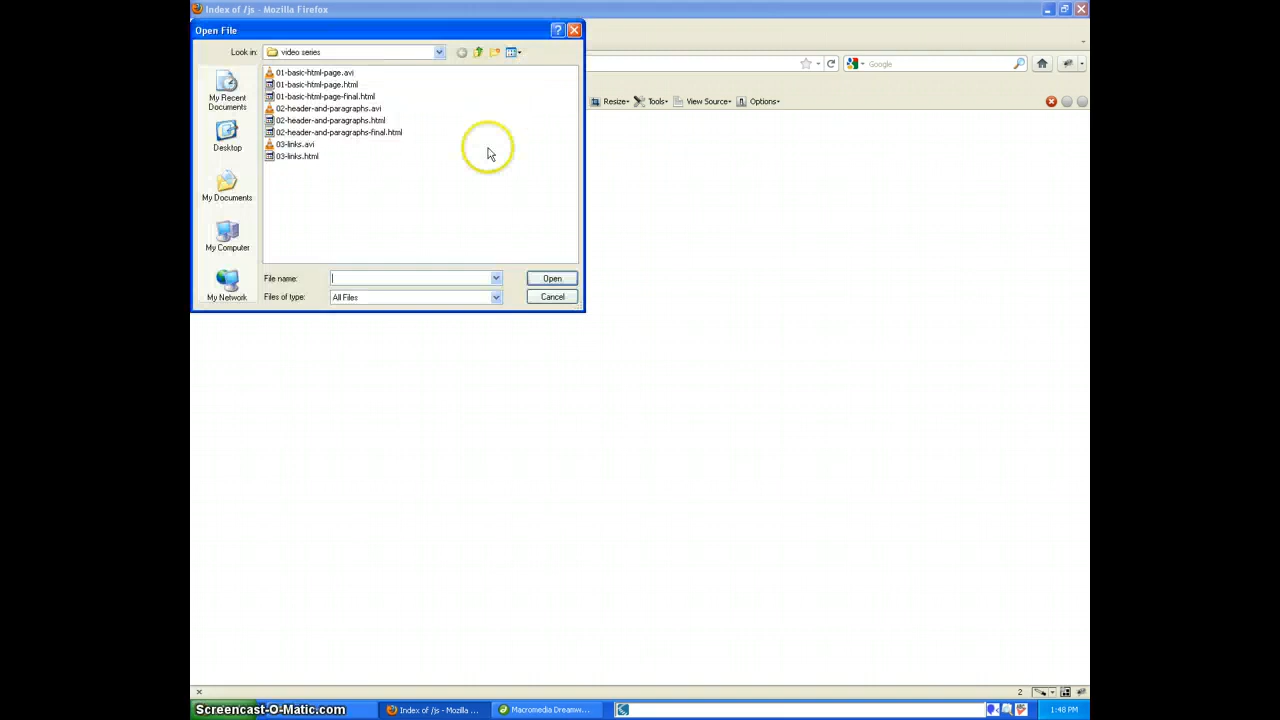 Index of /js - Mozilla Firefox
Open File
Look in:
video series
My Recent
Documents
Desktop
My Documents
My Computer
My Network
01-basic-html-page.avi
01-basic-html-page.html
01-basic-html-page-final.html
02-header-and-paragraphs.avi
02-header-and-paragraphs.html
02-header-and-paragraphs-final.html
03-links.avi
03-links.html
File name:
Open
Files of type:
All Files
Cancel
Google
Resize
Tools
View Source
Options
2
Screencast-O-Matic.com
Index of /js - Mozilla ...
Macromedia Dreamw...
1:48 PM